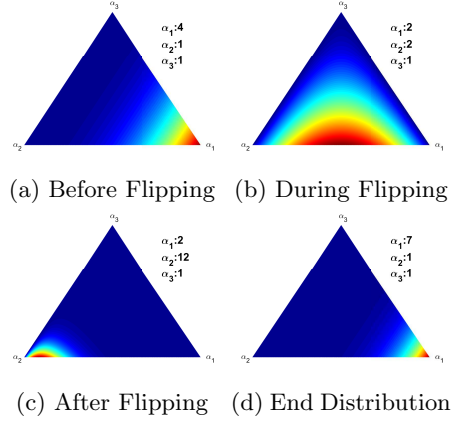 α3
α1:4
α2:1
α3:1
α2
α1
(a) Before Flipping
α3
α1:2
α2:2
α3:1
α2
α1
(b) During Flipping
α3
α1:2
α2:12
α3:1
α2
α1
(c) After Flipping
α3
α1:7
α2:1
α3:1
α2
α1
(d) End Distribution